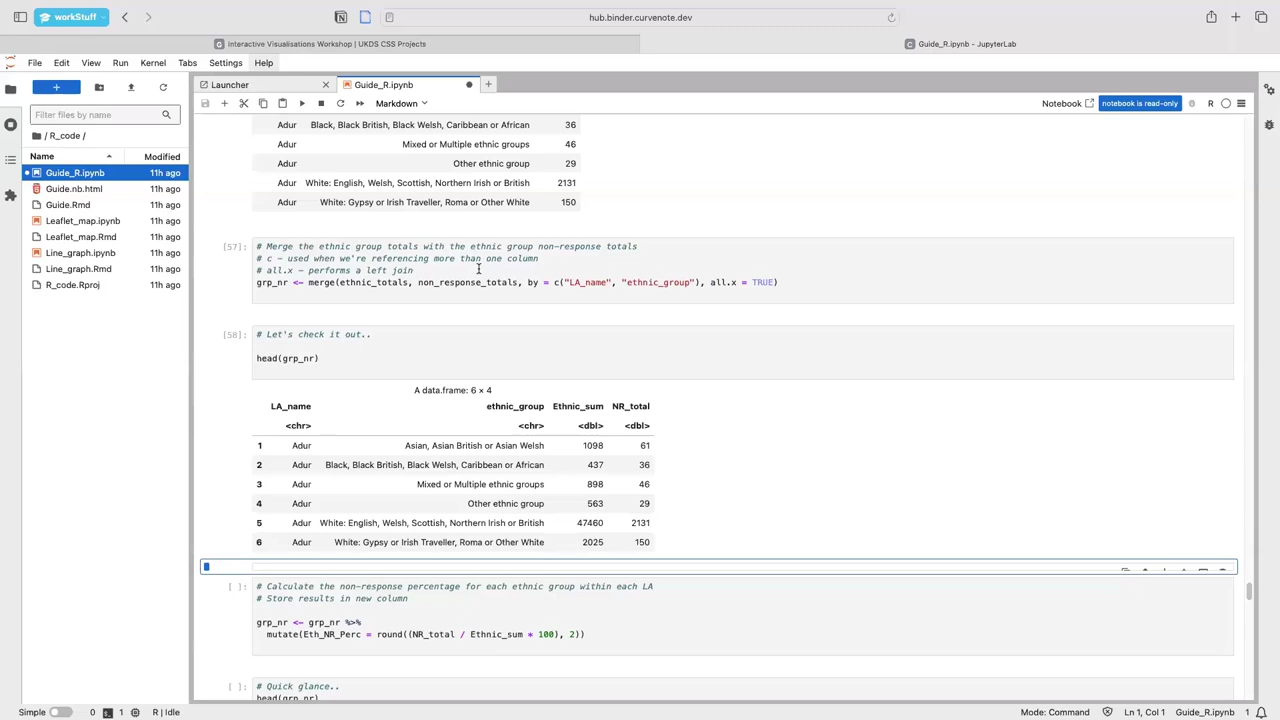 workStuff
hub.binder.curvenote.dev
Interactive Visualisations Workshop | UKDS CSS Projects
Guide_R.ipynb - JupyterLab
File Edit View Run Kernel Tabs Settings Help
Launcher
Guide_R.ipynb
Markdown
Notebook
notebook is read-only
R
Filter files by name
/ R_code /
Name Modified
Guide_R.ipynb 11h ago
Guide.nb.html 11h ago
Guide.Rmd 11h ago
Leaflet_map.ipynb 11h ago
Leaflet_map.Rmd 11h ago
Line_graph.ipynb 11h ago
Line_graph.Rmd 11h ago
R_code.Rproj 11h ago
Adur Black, Black British, Black Welsh, Caribbean or African 36
Adur Mixed or Multiple ethnic groups 46
Adur Other ethnic group 29
Adur White: English, Welsh, Scottish, Northern Irish or British 2131
Adur White: Gypsy or Irish Traveller, Roma or Other White 150
[57]: # Merge the ethnic group totals with the ethnic group non-response totals
# c - used when we're referencing more than one column
# all.x - performs a left join
grp_nr <- merge(ethnic_totals, non_response_totals, by = c("LA_name", "ethnic_group"), all.x = TRUE)
[58]: # Let's check it out..
head(grp_nr)
A data.frame: 6 × 4
LA_name ethnic_group Ethnic_sum NR_total
<chr> <chr> <dbl> <dbl>
1 Adur Asian, Asian British or Asian Welsh 1098 61
2 Adur Black, Black British, Black Welsh, Caribbean or African 437 36
3 Adur Mixed or Multiple ethnic groups 898 46
4 Adur Other ethnic group 563 29
5 Adur White: English, Welsh, Scottish, Northern Irish or British 47460 2131
6 Adur White: Gypsy or Irish Traveller, Roma or Other White 2025 150
[ ]: # Calculate the non-response percentage for each ethnic group within each LA
# Store results in new column
grp_nr <- grp_nr %>%
mutate(Eth_NR_Perc = round((NR_total / Ethnic_sum * 100), 2))
[ ]: # Quick glance..
head(grp_nr)
Simple 0 1 R | Idle
Mode: Command Ln 1, Col 1 Guide_R.ipynb 1